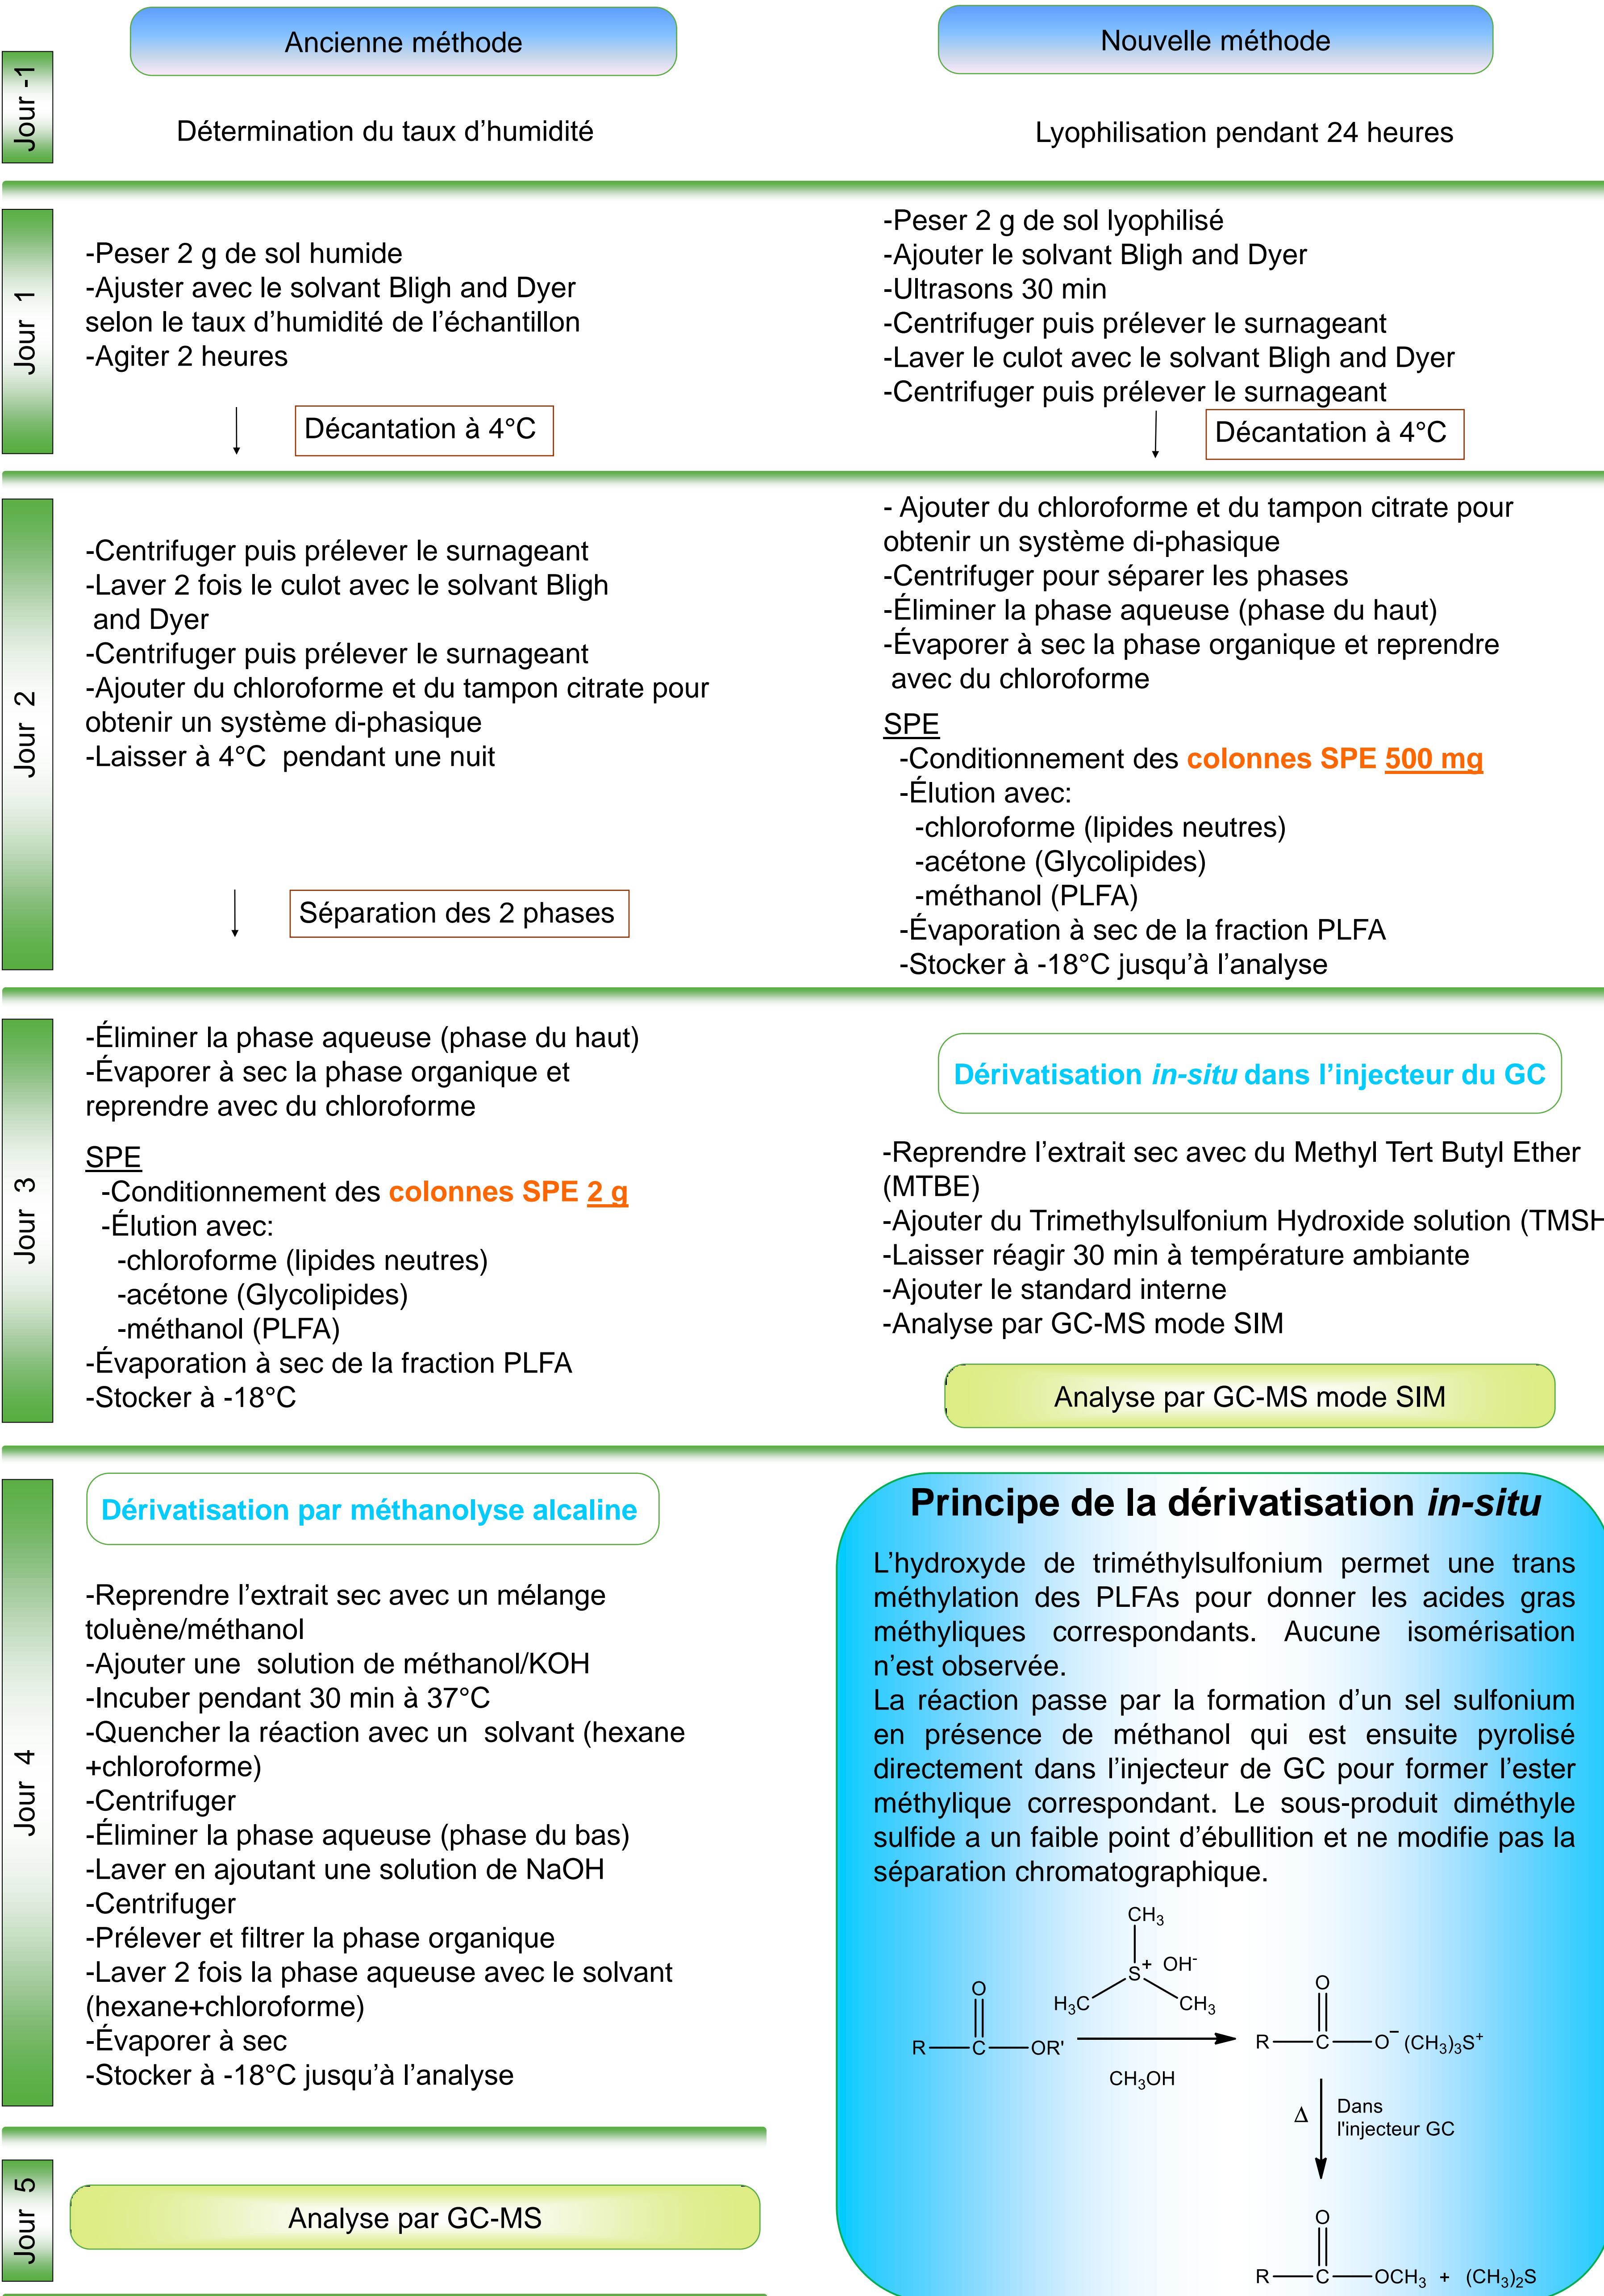 Ancienne méthode
Nouvelle méthode
Jour -1
Détermination du taux d’humidité
Lyophilisation pendant 24 heures
Jour 1
-Peser 2 g de sol humide
-Ajuster avec le solvant Bligh and Dyer
selon le taux d’humidité de l’échantillon
-Agiter 2 heures
Décantation à 4°C
-Peser 2 g de sol lyophilisé
-Ajouter le solvant Bligh and Dyer
-Ultrasons 30 min
-Centrifuger puis prélever le surnageant
-Laver le culot avec le solvant Bligh and Dyer
-Centrifuger puis prélever le surnageant
Décantation à 4°C
Jour 2
-Centrifuger puis prélever le surnageant
-Laver 2 fois le culot avec le solvant Bligh
and Dyer
-Centrifuger puis prélever le surnageant
-Ajouter du chloroforme et du tampon citrate pour
obtenir un système di-phasique
-Laisser à 4°C pendant une nuit
Séparation des 2 phases
- Ajouter du chloroforme et du tampon citrate pour
obtenir un système di-phasique
-Centrifuger pour séparer les phases
-Éliminer la phase aqueuse (phase du haut)
-Évaporer à sec la phase organique et reprendre
avec du chloroforme
SPE
-Conditionnement des colonnes SPE 500 mg
-Élution avec:
-chloroforme (lipides neutres)
-acétone (Glycolipides)
-méthanol (PLFA)
-Évaporation à sec de la fraction PLFA
-Stocker à -18°C jusqu’à l’analyse
Jour 3
-Éliminer la phase aqueuse (phase du haut)
-Évaporer à sec la phase organique et
reprendre avec du chloroforme
SPE
-Conditionnement des colonnes SPE 2 g
-Élution avec:
-chloroforme (lipides neutres)
-acétone (Glycolipides)
-méthanol (PLFA)
-Évaporation à sec de la fraction PLFA
-Stocker à -18°C
Dérivatisation in-situ dans l’injecteur du GC
-Reprendre l’extrait sec avec du Methyl Tert Butyl Ether
(MTBE)
-Ajouter du Trimethylsulfonium Hydroxide solution (TMSH
-Laisser réagir 30 min à température ambiante
-Ajouter le standard interne
-Analyse par GC-MS mode SIM
Analyse par GC-MS mode SIM
Jour 4
Dérivatisation par méthanolyse alcaline
-Reprendre l’extrait sec avec un mélange
toluène/méthanol
-Ajouter une solution de méthanol/KOH
-Incuber pendant 30 min à 37°C
-Quencher la réaction avec un solvant (hexane
+chloroforme)
-Centrifuger
-Éliminer la phase aqueuse (phase du bas)
-Laver en ajoutant une solution de NaOH
-Centrifuger
-Prélever et filtrer la phase organique
-Laver 2 fois la phase aqueuse avec le solvant
(hexane+chloroforme)
-Évaporer à sec
-Stocker à -18°C jusqu’à l’analyse
Jour 5
Analyse par GC-MS
Principe de la dérivatisation in-situ
L’hydroxyde de triméthylsulfonium permet une trans
méthylation des PLFAs pour donner les acides gras
méthyliques correspondants. Aucune isomérisation
n’est observée.
La réaction passe par la formation d’un sel sulfonium
en présence de méthanol qui est ensuite pyrolisé
directement dans l’injecteur de GC pour former l’ester
méthylique correspondant. Le sous-produit diméthyle
sulfide a un faible point d’ébullition et ne modifie pas la
séparation chromatographique.
CH₃
S⁺ OH⁻
H₃C CH₃
O
R C OR'
CH₃OH
O
R C O⁻ (CH₃)₃S⁺
Δ
Dans
l'injecteur GC
O
R C OCH₃ + (CH₃)₂S